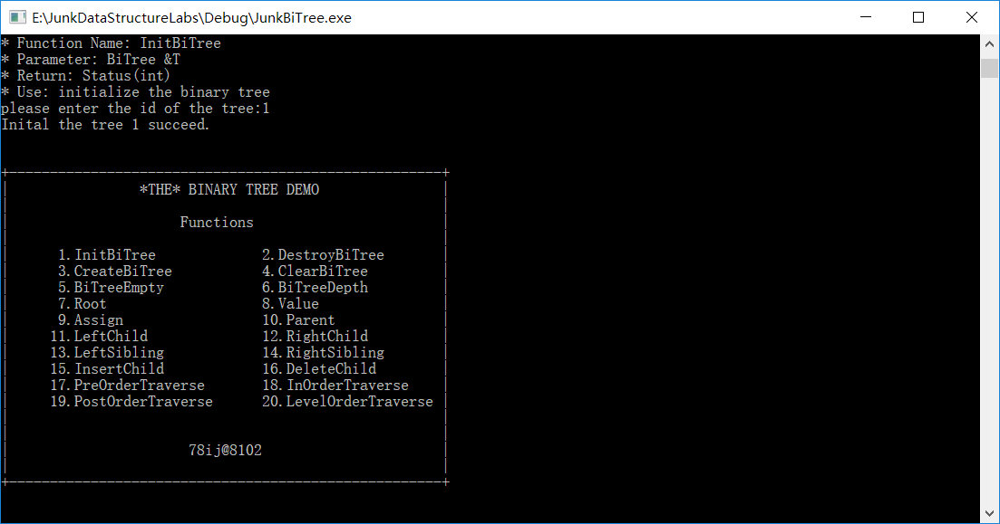 E:\JunkDataStructureLabs\Debug\JunkBiTree.exe
* Function Name: InitBiTree
* Parameter: BiTree &T
* Return: Status(int)
* Use: initialize the binary tree
please enter the id of the tree:1
Inital the tree 1 succeed.
*THE* BINARY TREE DEMO
Functions
1.InitBiTree 2.DestroyBiTree
3.CreateBiTree 4.ClearBiTree
5.BiTreeEmpty 6.BiTreeDepth
7.Root 8.Value
9.Assign 10.Parent
11.LeftChild 12.RightChild
13.LeftSibling 14.RightSibling
15.InsertChild 16.DeleteChild
17.PreOrderTraverse 18.InOrderTraverse
19.PostOrderTraverse 20.LevelOrderTraverse
78ij@8102